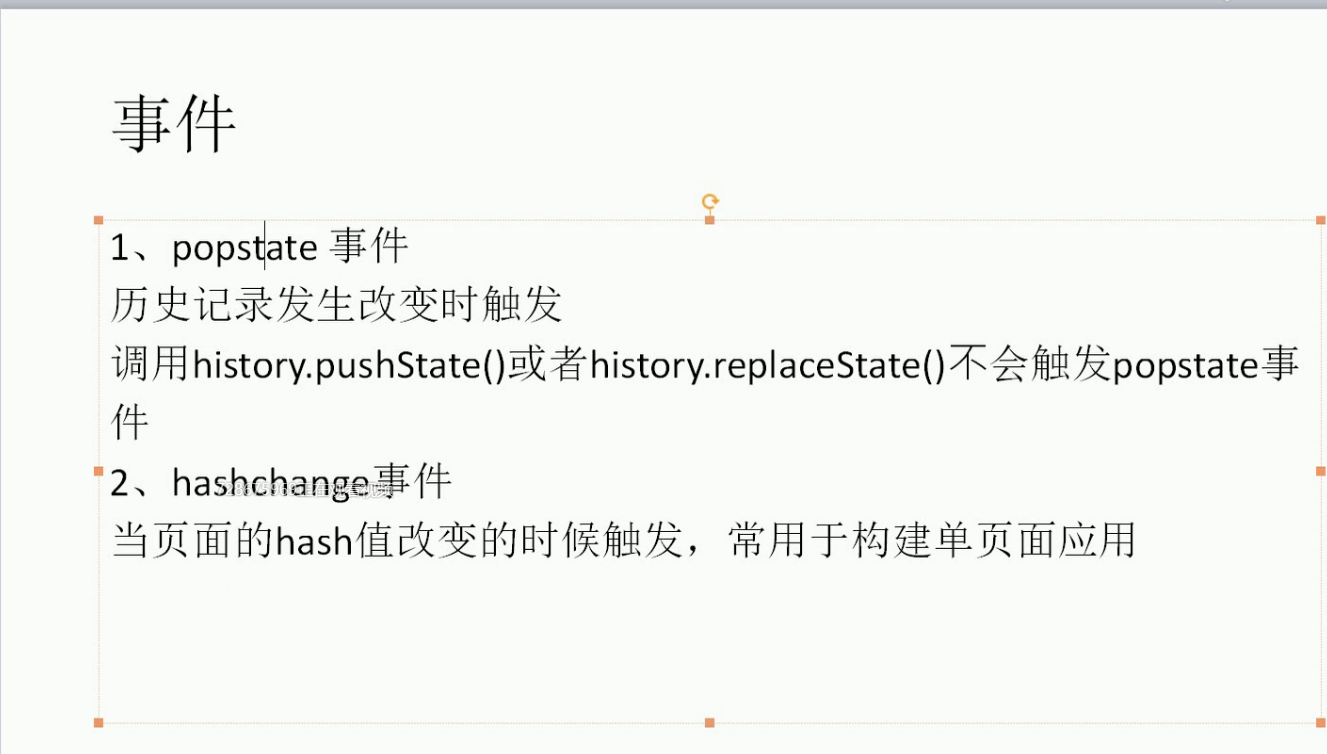 事件
1、popstate 事件
历史记录发生改变时触发
调用history.pushState()或者history.replaceState()不会触发popstate事
件
2、hashchange事件
当页面的hash值改变的时候触发，常用于构建单页面应用